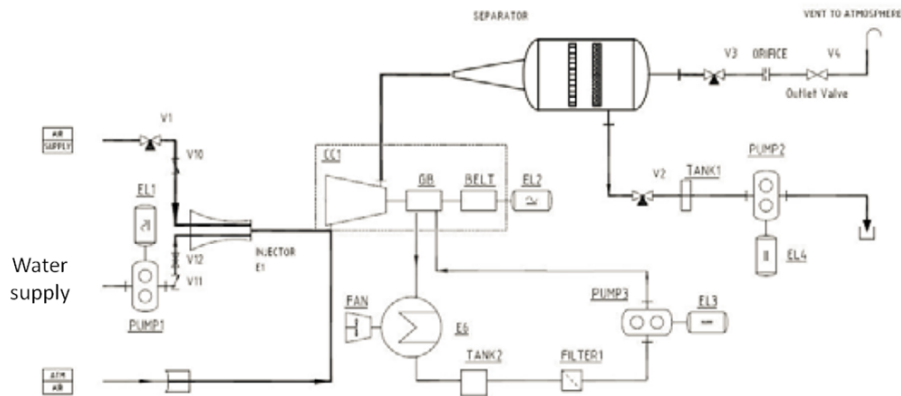 SEPARATOR
VENT TO ATMOSPHERE
V3
ORIFICE
V4
Outlet Valve
V1
AIR
SUPPLY
V10
CC1
GB
BELT
EL2
V2
TANK1
PUMP2
EL1
INJECTOR
E1
V12
V11
Water
supply
PUMP1
EL4
FAN
E6
PUMP3
EL3
TANK2
FILTER1
ATM
AIR